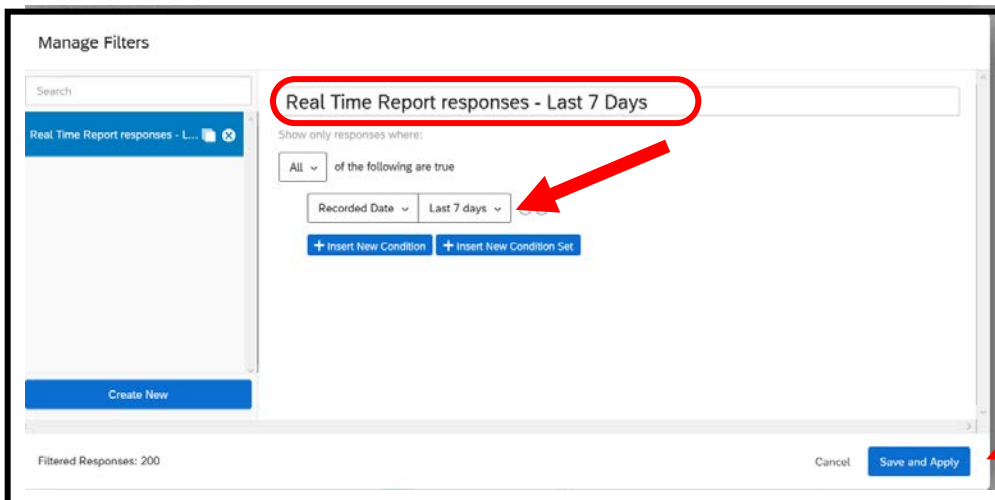 Manage Filters
Search
Real Time Report responses - L...
Real Time Report responses - Last 7 Days
Show only responses where:
All of the following are true
Recorded Date Last 7 days
+ Insert New Condition + Insert New Condition Set
Create New
Filtered Responses: 200
Cancel Save and Apply